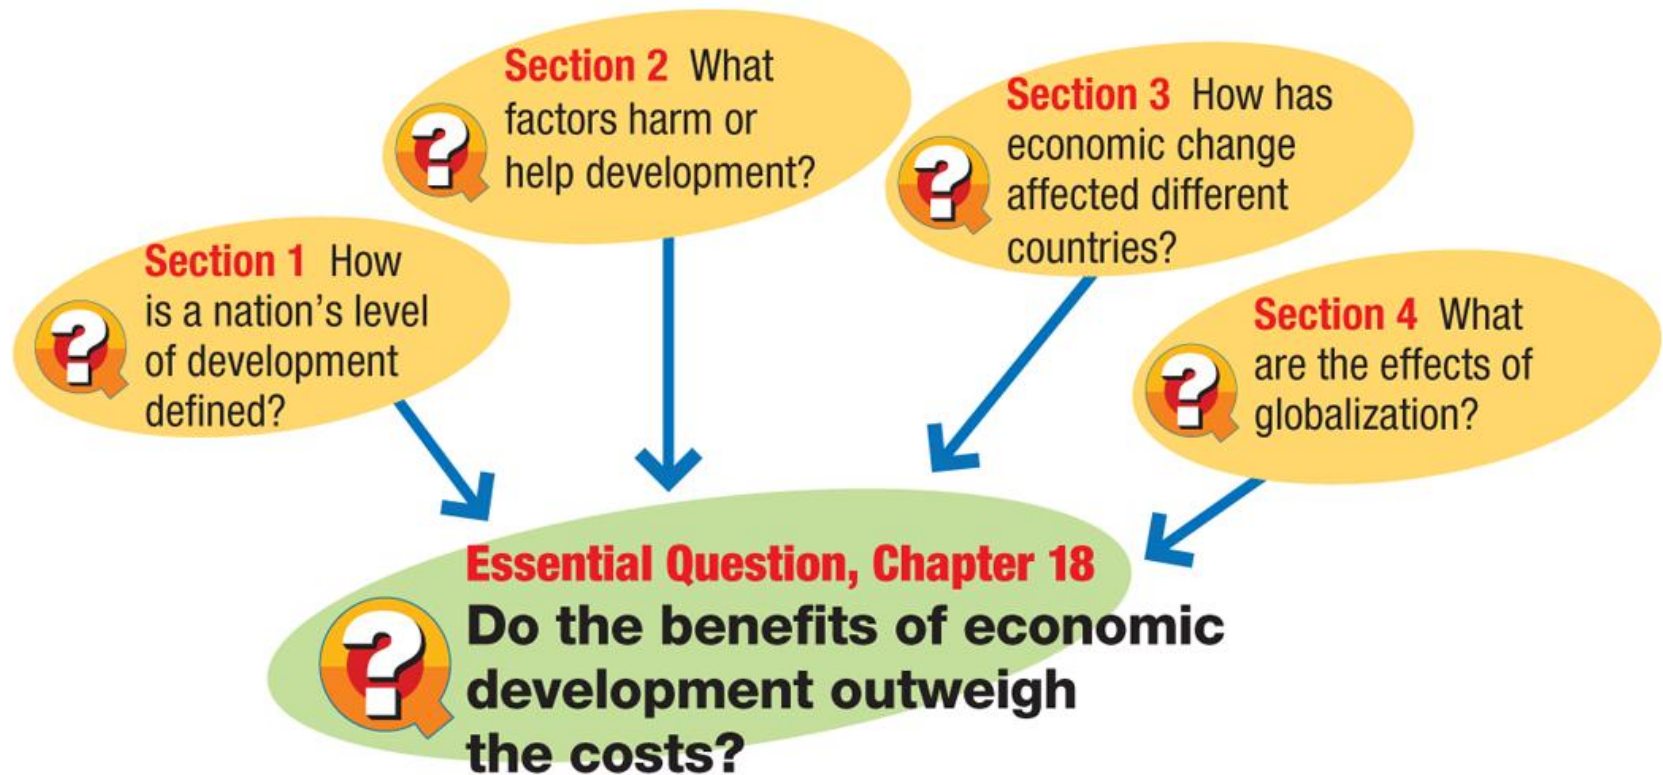 Section 1 How
is a nation's level
of development
defined?
Section 2 What
factors harm or
help development?
Section 3 How has
economic change
affected different
countries?
Section 4 What
are the effects of
globalization?
Essential Question, Chapter 18
Do the benefits of economic
development outweigh
the costs?